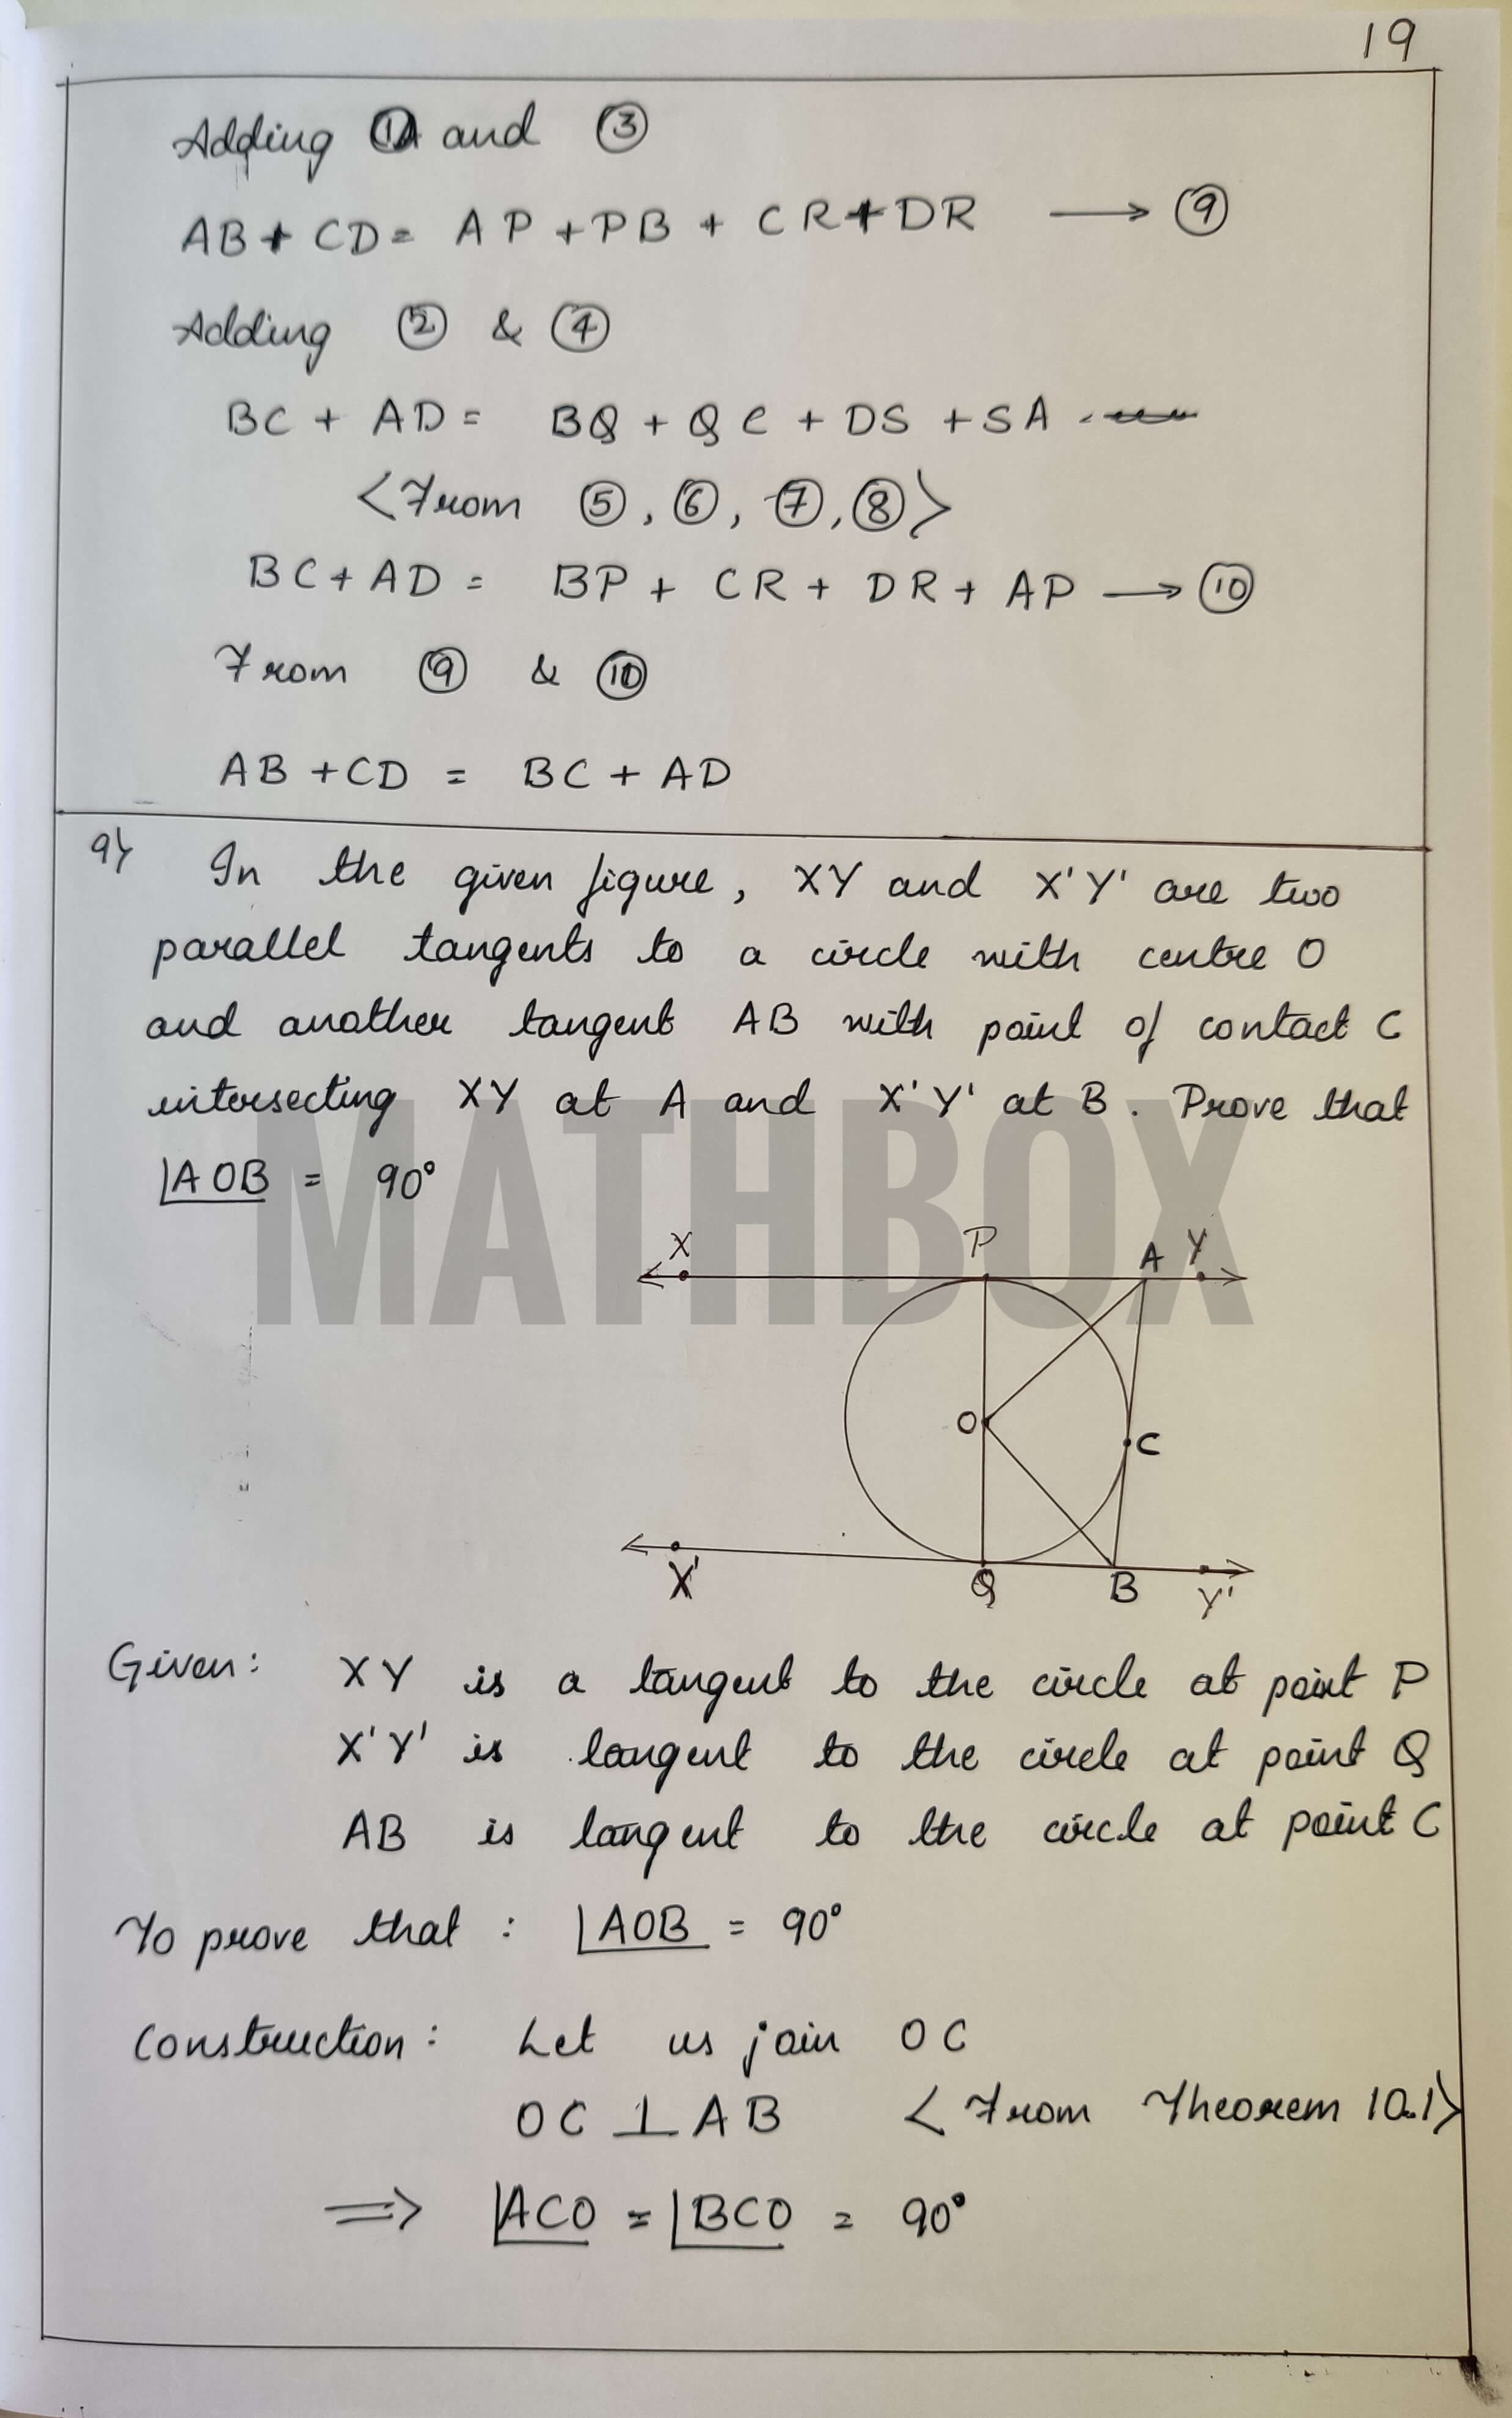 19
Adding ① and ③
AB + CD = AP + PB + CR + DR ⟶ ⑨
Adding ② & ④
BC + AD = BQ + QC + DS + SA
<From ⑤, ⑥, ⑦, ⑧>
BC + AD = BP + CR + DR + AP ⟶ ⑩
From ⑨ & ⑩
AB + CD = BC + AD
9) In the given figure, XY and X'Y' are two
parallel tangents to a circle with centre O
and another tangent AB with point of contact C
intersecting XY at A and X'Y' at B. Prove that
∠AOB = 90°
MATHBOX
X P A Y
O
C
X' Q B Y'
Given: XY is a tangent to the circle at point P
X'Y' is tangent to the circle at point Q
AB is tangent to the circle at point C
To prove that : ∠AOB = 90°
Construction: Let us join OC
OC ⊥ AB <From Theorem 10.1>
⟹ ∠ACO = ∠BCO = 90°